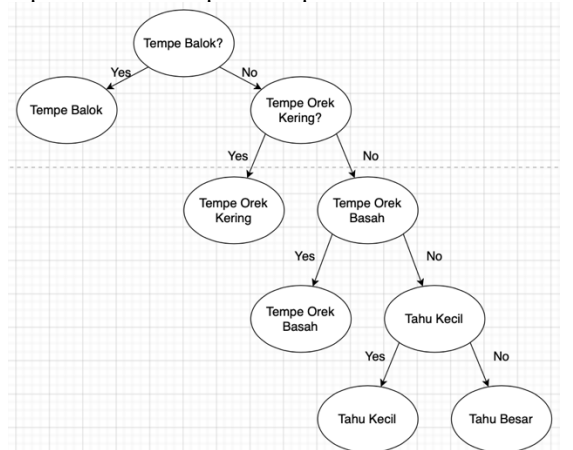 Tempe Balok?
Yes
No
Tempe Balok
Tempe Orek
Kering?
Yes
No
Tempe Orek
Kering
Tempe Orek
Basah
Yes
No
Tempe Orek
Basah
Tahu Kecil
Yes
No
Tahu Kecil
Tahu Besar